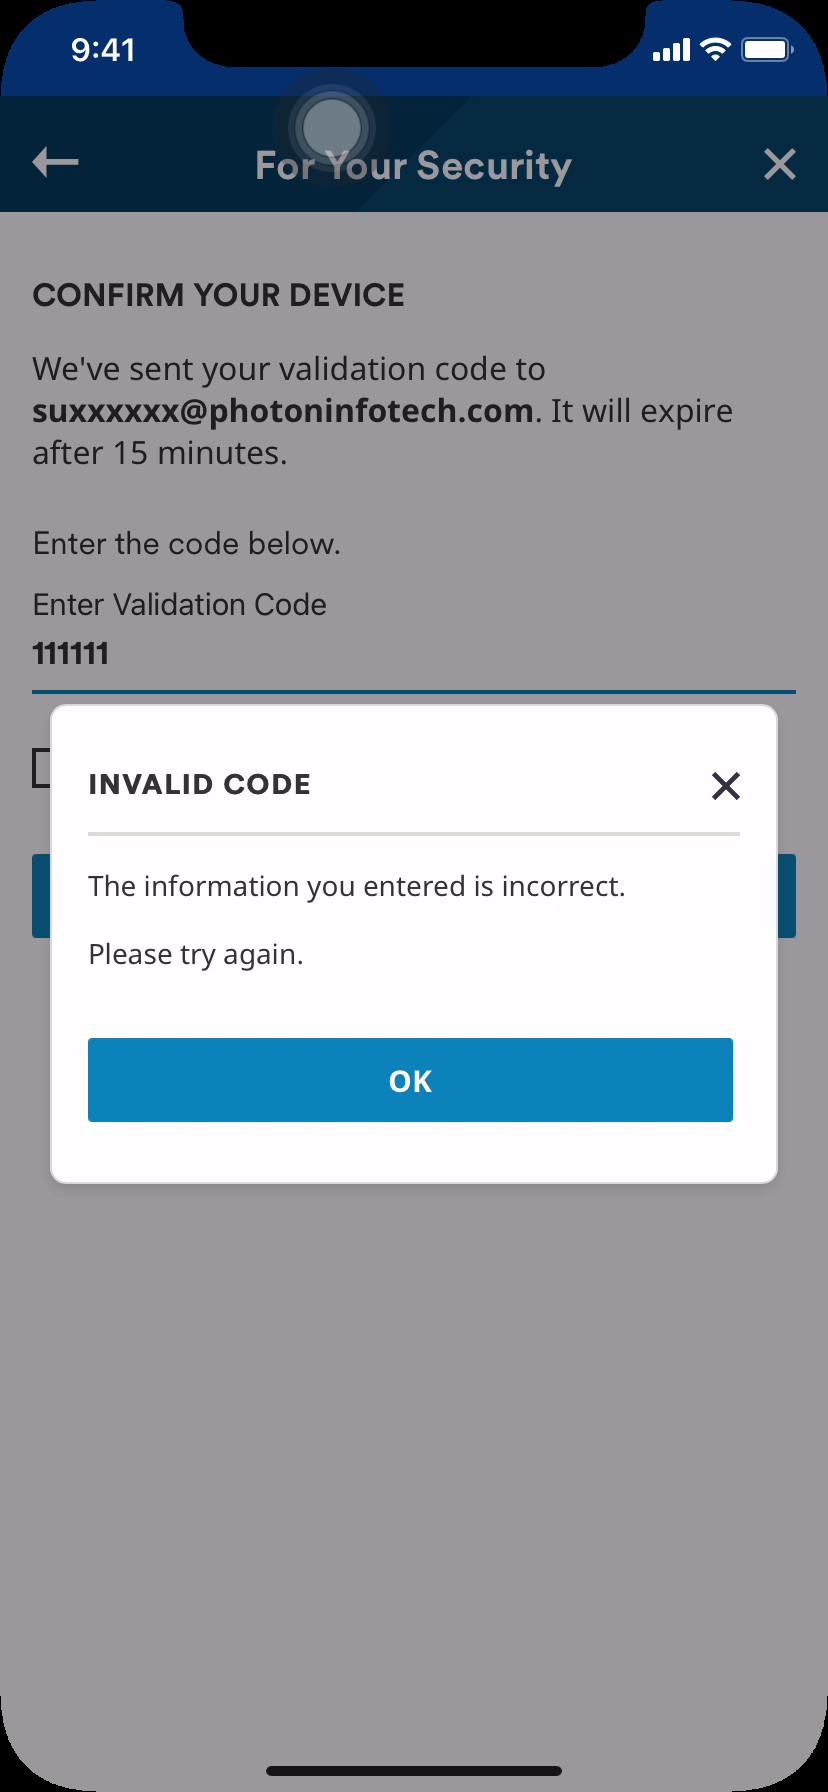 9:41
For Your Security
CONFIRM YOUR DEVICE
We've sent your validation code to
suxxxxxx@photoninfotech.com. It will expire
after 15 minutes.
Enter the code below.
Enter Validation Code
111111
INVALID CODE
The information you entered is incorrect.
Please try again.
OK